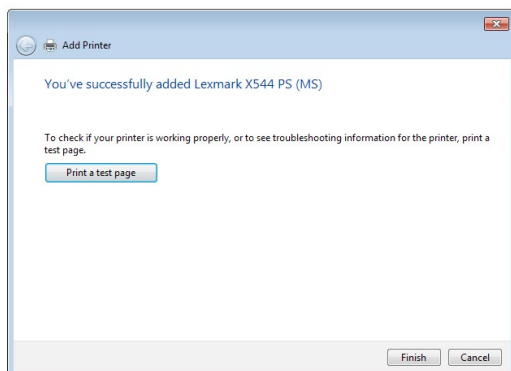 Add Printer
You've successfully added Lexmark X544 PS (MS)
To check if your printer is working properly, or to see troubleshooting information for the printer, print a
test page.
Print a test page
Finish
Cancel